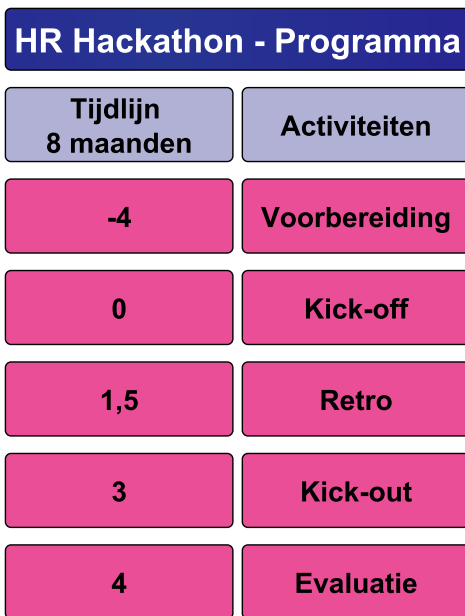 HR Hackathon - Programma
Tijdlijn
8 maanden
Activiteiten
-4
Voorbereiding
0
Kick-off
1,5
Retro
3
Kick-out
4
Evaluatie